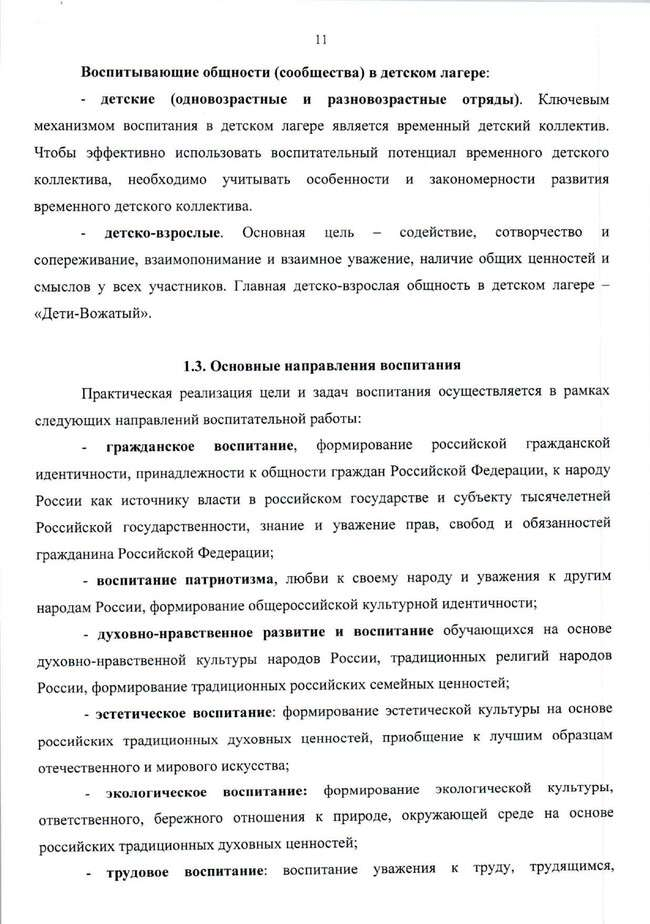 11
Воспитывающие общности (сообщества) в детском лагере:
- детские (одновозрастные и разновозрастные отряды). Ключевым
механизмом воспитания в детском лагере является временный детский коллектив.
Чтобы эффективно использовать воспитательный потенциал временного детского
коллектива, необходимо учитывать особенности и закономерности развития
временного детского коллектива.
- детско-взрослые. Основная цель – содействие, сотворчество и
сопереживание, взаимопонимание и взаимное уважение, наличие общих ценностей и
смыслов у всех участников. Главная детско-взрослая общность в детском лагере –
«Дети-Вожатый».
1.3. Основные направления воспитания
Практическая реализация цели и задач воспитания осуществляется в рамках
следующих направлений воспитательной работы:
- гражданское воспитание, формирование российской гражданской
идентичности, принадлежности к общности граждан Российской Федерации, к народу
России как источнику власти в российском государстве и субъекту тысячелетней
Российской государственности, знание и уважение прав, свобод и обязанностей
гражданина Российской Федерации;
- воспитание патриотизма, любви к своему народу и уважения к другим
народам России, формирование общероссийской культурной идентичности;
- духовно-нравственное развитие и воспитание обучающихся на основе
духовно-нравственной культуры народов России, традиционных религий народов
России, формирование традиционных российских семейных ценностей;
- эстетическое воспитание: формирование эстетической культуры на основе
российских традиционных духовных ценностей, приобщение к лучшим образцам
отечественного и мирового искусства;
- экологическое воспитание: формирование экологической культуры,
ответственного, бережного отношения к природе, окружающей среде на основе
российских традиционных духовных ценностей;
- трудовое воспитание: воспитание уважения к труду, трудящимся,